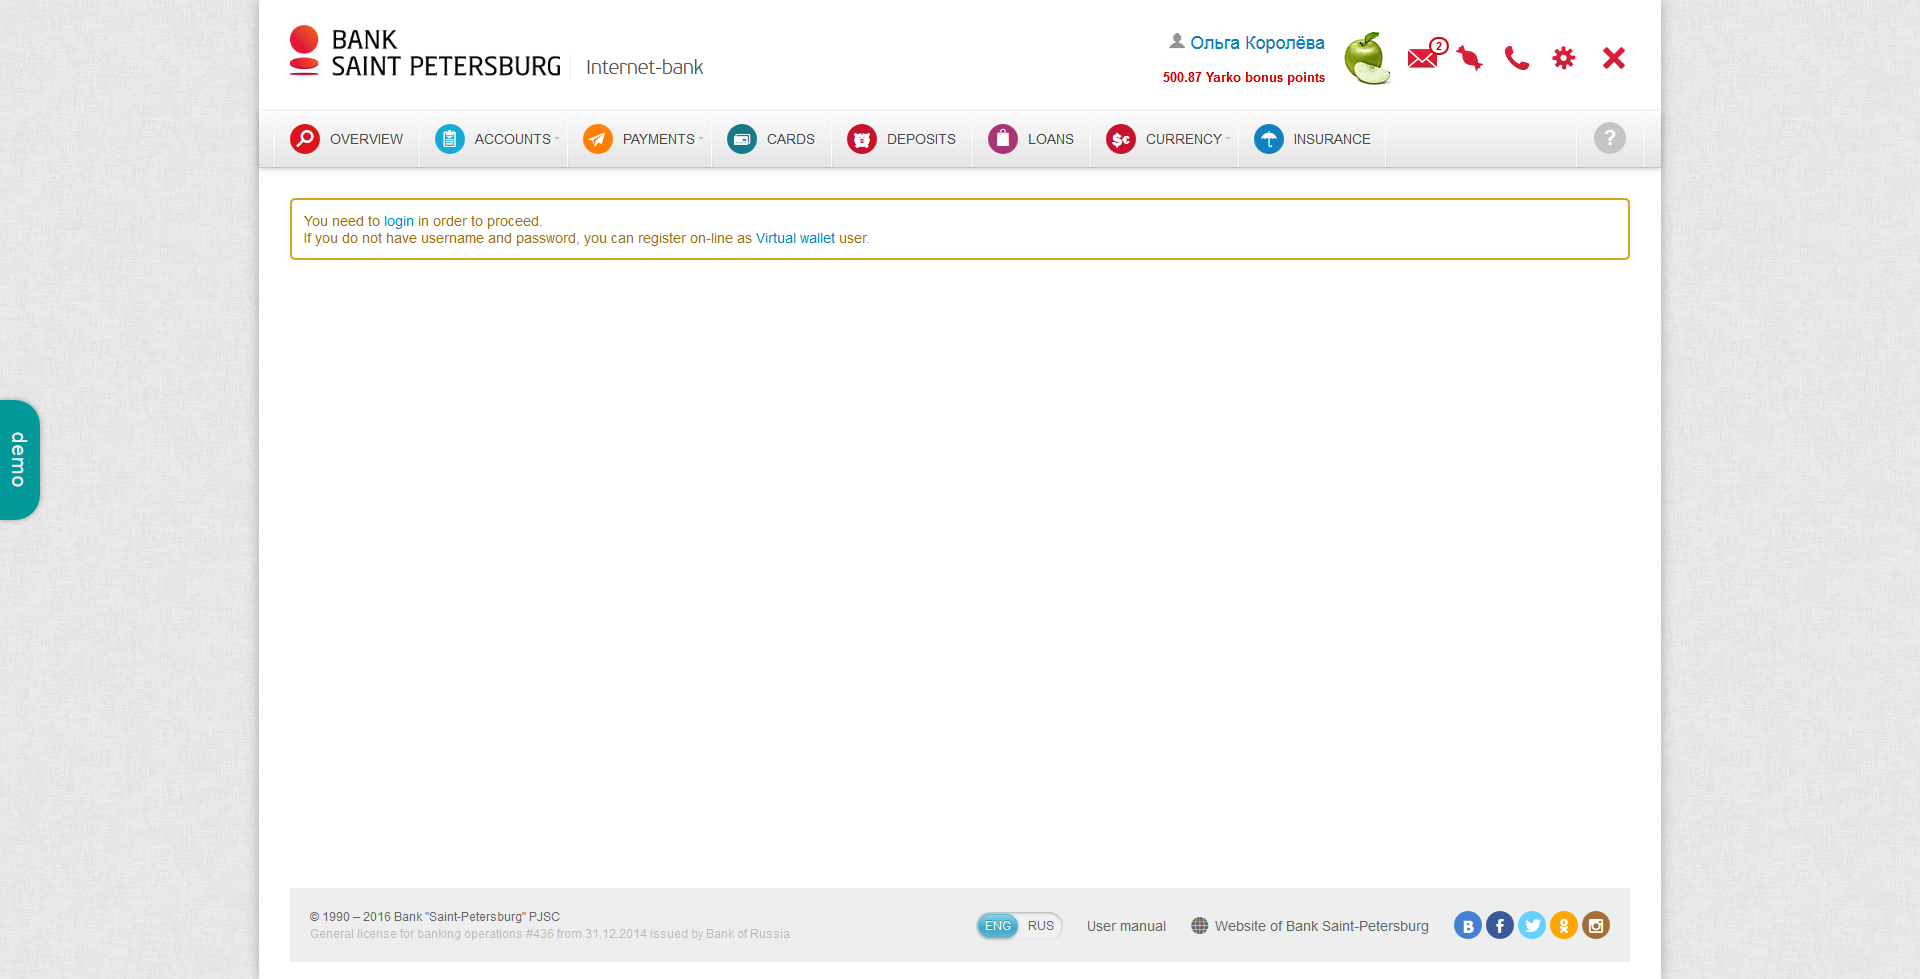 BANK
SAINT PETERSBURG
Internet-bank
Ольга Королёва
500.87 Yarko bonus points
2
OVERVIEW
ACCOUNTS
PAYMENTS
CARDS
DEPOSITS
LOANS
CURRENCY
INSURANCE
?
You need to login in order to proceed.
If you do not have username and password, you can register on-line as Virtual wallet user.
demo
© 1990 – 2016 Bank "Saint-Petersburg" PJSC
General license for banking operations #436 from 31.12.2014 issued by Bank of Russia
ENG RUS
User manual
Website of Bank Saint-Petersburg